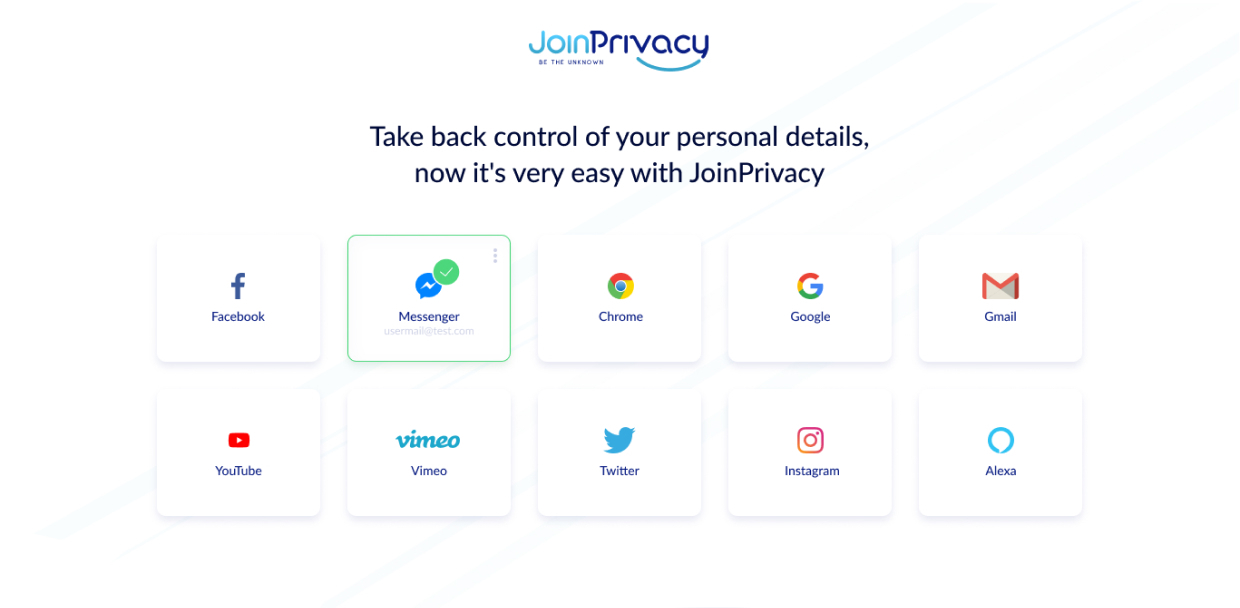 JoinPrivacy
BE THE UNKNOWN
Take back control of your personal details,
now it's very easy with JoinPrivacy
Facebook
Messenger
usermail@test.com
Chrome
Google
Gmail
YouTube
vimeo
Vimeo
Twitter
Instagram
Alexa